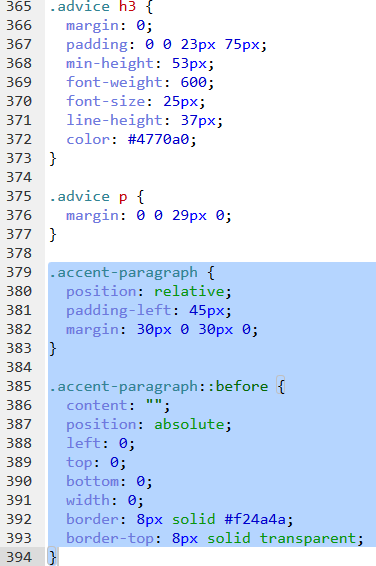 365 .advice h3 {
366   margin: 0;
367   padding: 0 0 23px 75px;
368   min-height: 53px;
369   font-weight: 600;
370   font-size: 25px;
371   line-height: 37px;
372   color: #4770a0;
373 }
374
375 .advice p {
376   margin: 0 0 29px 0;
377 }
378
379 .accent-paragraph {
380   position: relative;
381   padding-left: 45px;
382   margin: 30px 0 30px 0;
383 }
384
385 .accent-paragraph::before {
386   content: "";
387   position: absolute;
388   left: 0;
389   top: 0;
390   bottom: 0;
391   width: 0;
392   border: 8px solid #f24a4a;
393   border-top: 8px solid transparent;
394 }